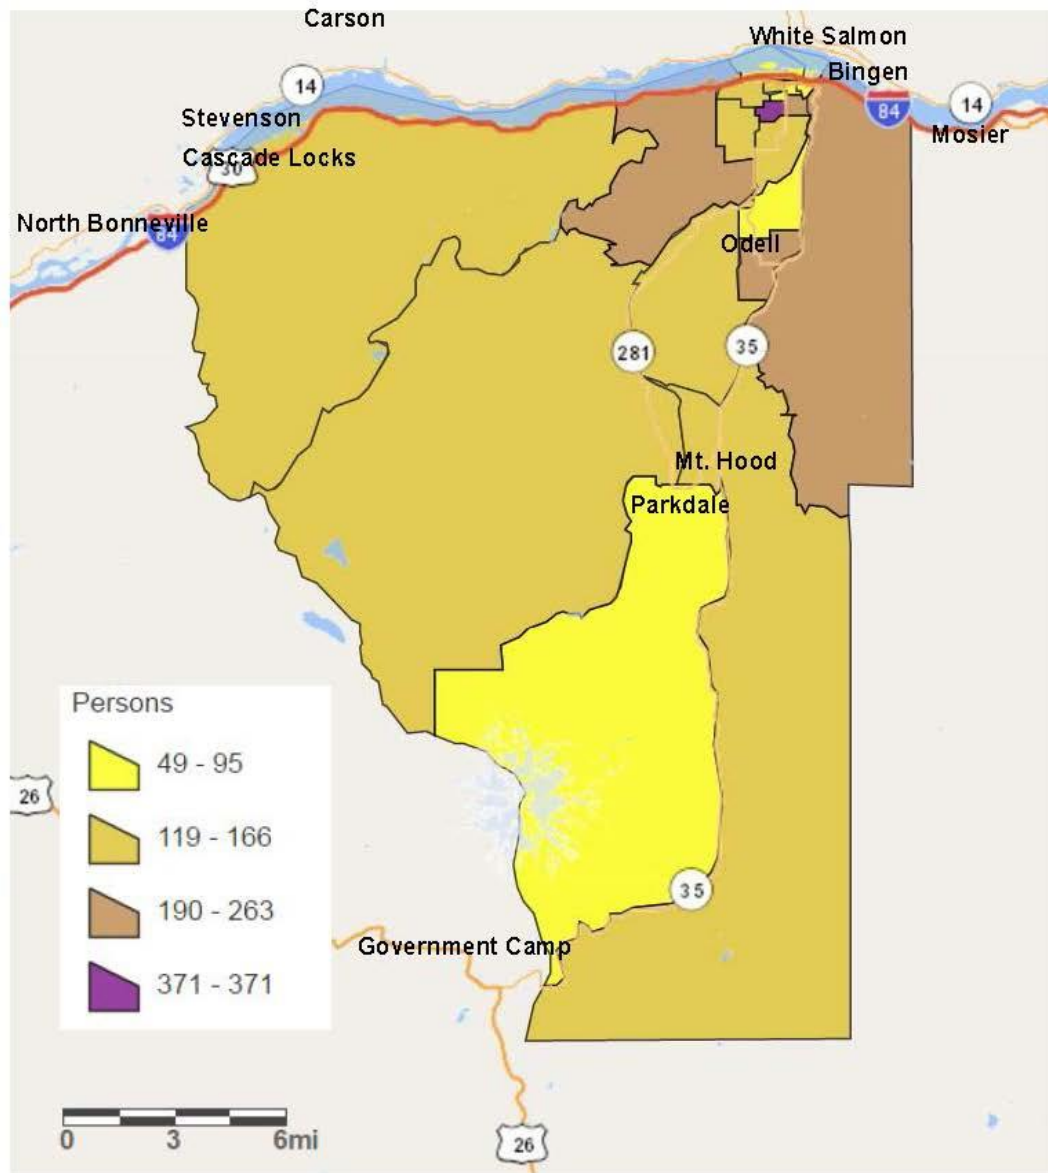 Carson
White Salmon
Bingen
14
84
14
Stevenson
Mosier
Cascade Locks
30
North Bonneville
84
Odell
281
35
Mt. Hood
Parkdale
Persons
49 - 95
26
119 - 166
35
190 - 263
Government Camp
371 - 371
0 3 6mi
26